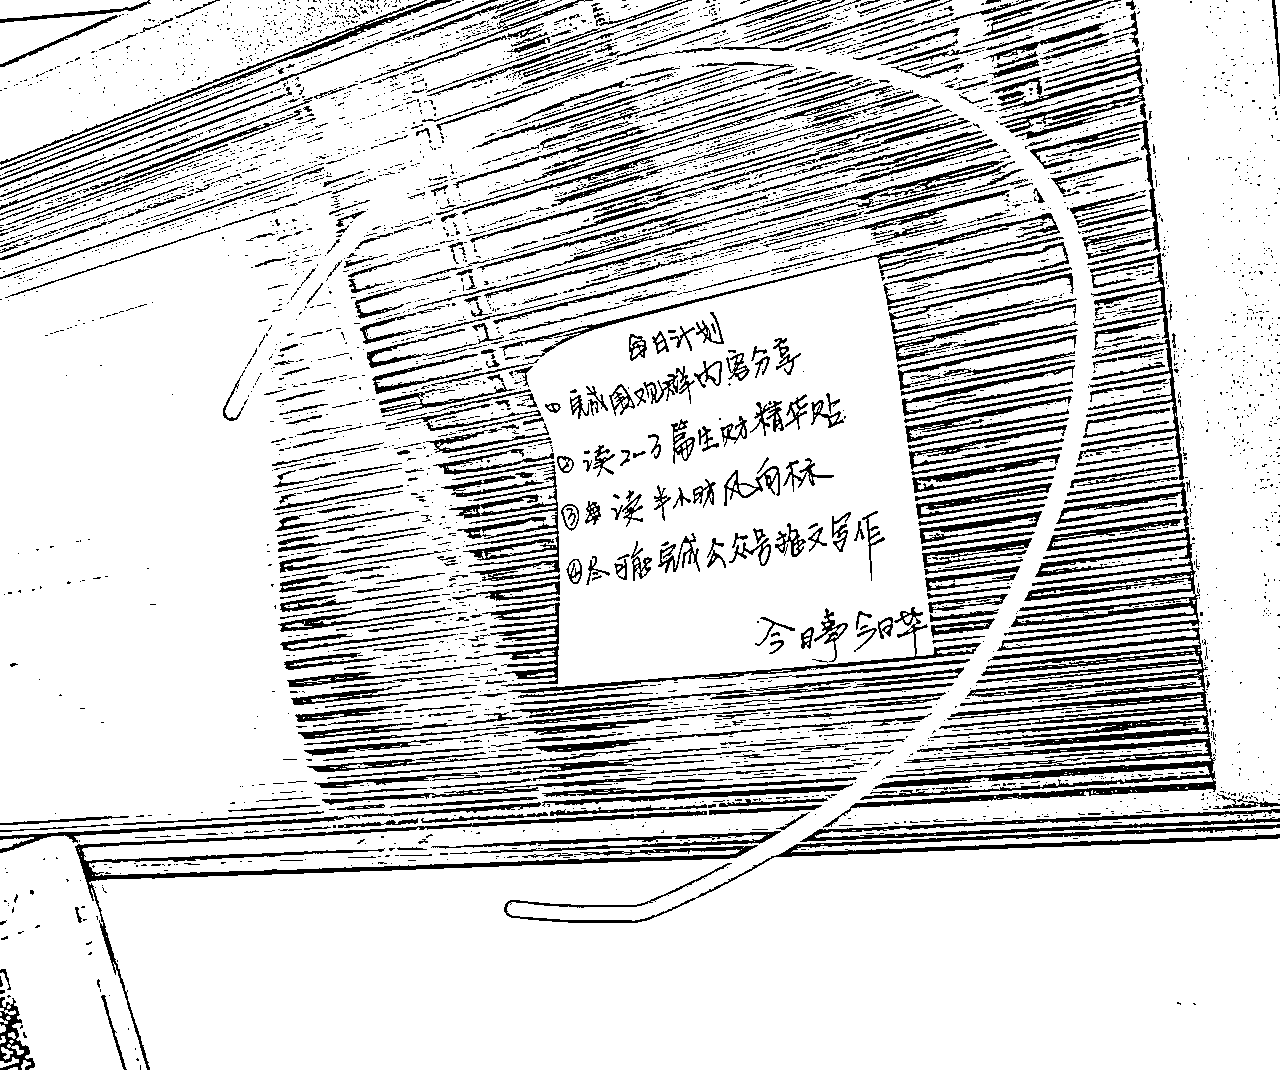 每日计划
① 完成围观群内容分享
② 读2-3篇生财精华贴
③ 每读半小时风向标
④ 尽可能完成公众号推文写作
今日事今日毕